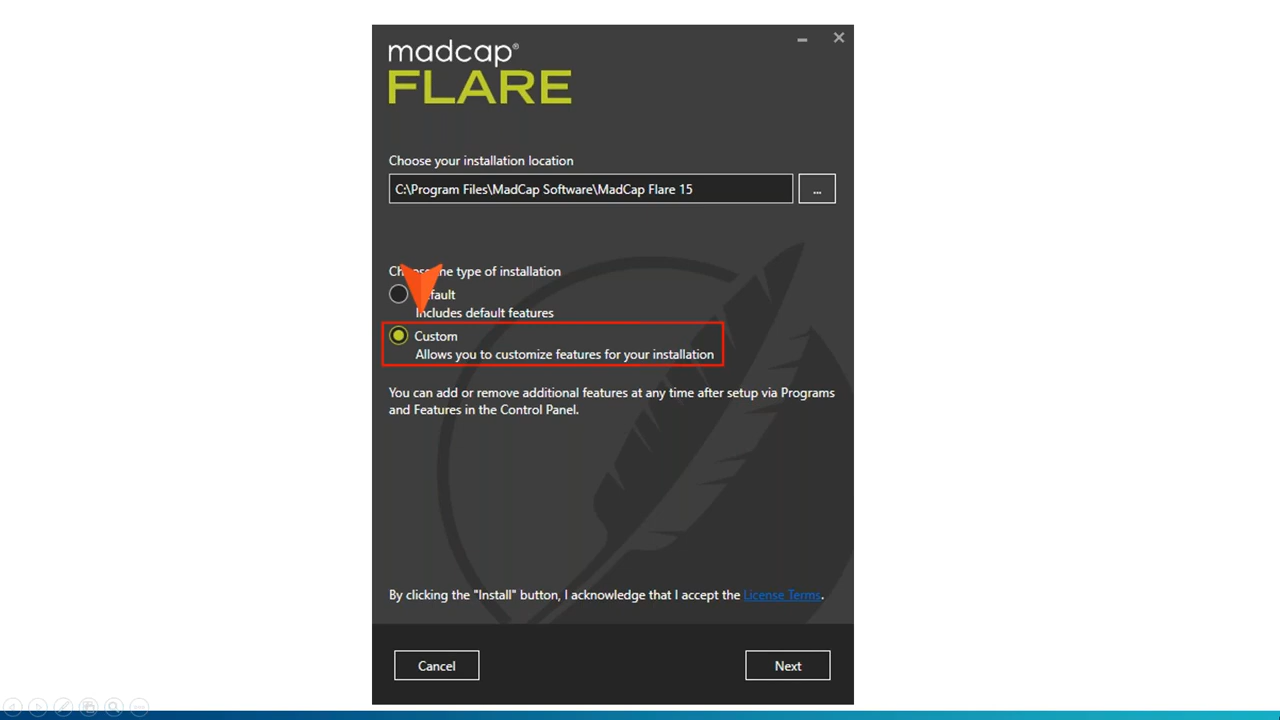 madcap®
FLARE
Choose your installation location
C:\Program Files\MadCap Software\MadCap Flare 15
...
the type of installation
Includes default features
Custom
Allows you to customize features for your installation
You can add or remove additional features at any time after setup via Programs
and Features in the Control Panel.
By clicking the "Install" button, I acknowledge that I accept the License Terms.
Cancel
Next